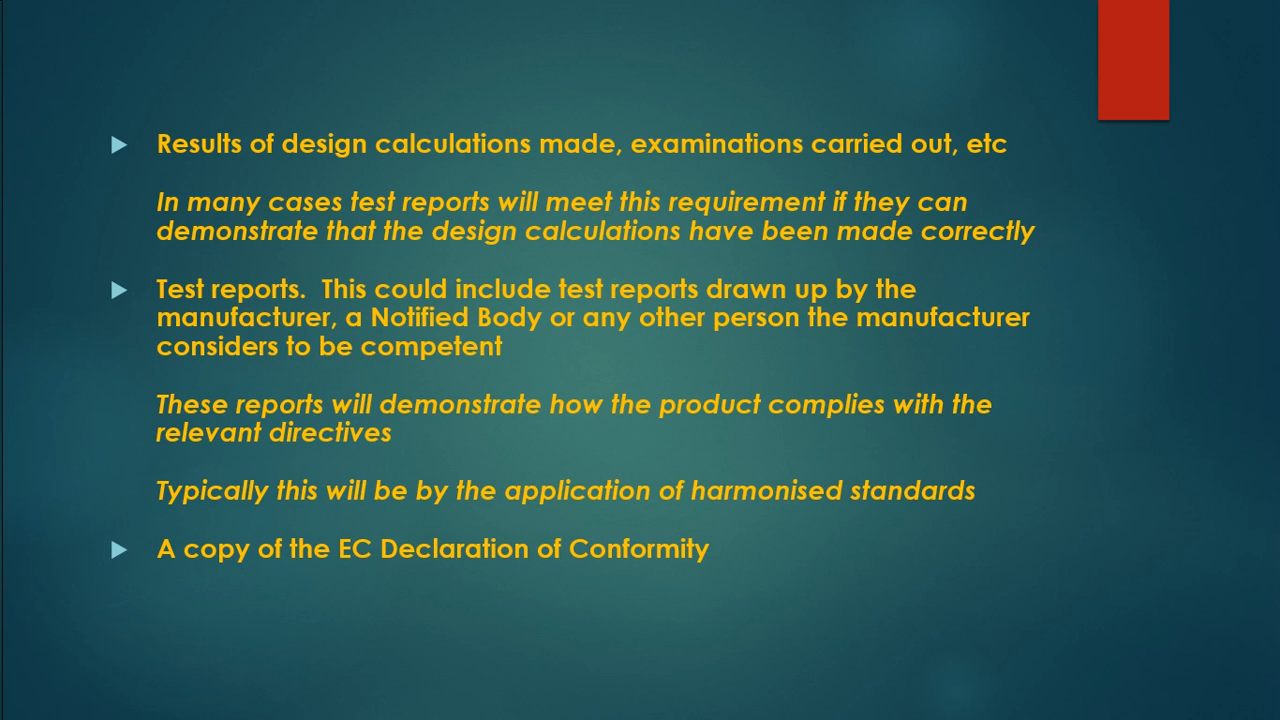 Results of design calculations made, examinations carried out, etc
In many cases test reports will meet this requirement if they can
demonstrate that the design calculations have been made correctly
Test reports.  This could include test reports drawn up by the
manufacturer, a Notified Body or any other person the manufacturer
considers to be competent
These reports will demonstrate how the product complies with the
relevant directives
Typically this will be by the application of harmonised standards
A copy of the EC Declaration of Conformity